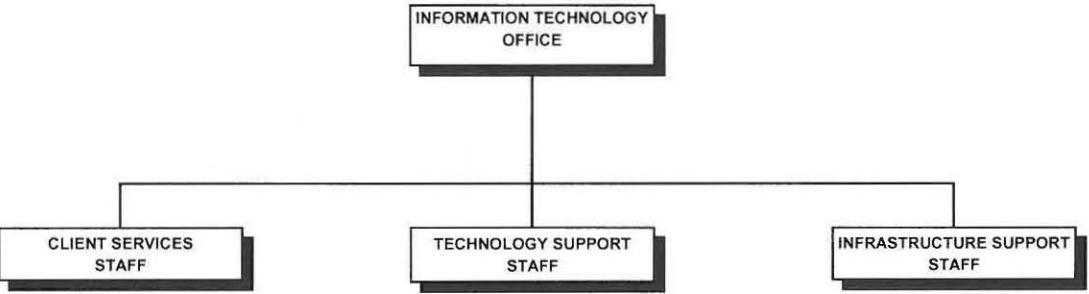 INFORMATION TECHNOLOGY
OFFICE
CLIENT SERVICES
STAFF
TECHNOLOGY SUPPORT
STAFF
INFRASTRUCTURE SUPPORT
STAFF